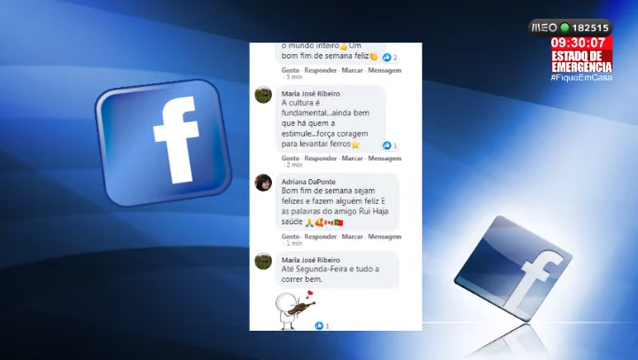 MEO 182515
09:30:07
ESTADO DE
EMERGÊNCIA
#FiqueEmCasa
o mundo inteiro👍Um
bom fim de semana feliz👏
2
Gosto · Responder · Marcar · Mensagem
· 5 min
Maria José Ribeiro
A cultura é
fundamental...ainda bem
que há quem a
estimule...força coragem
para levantar ferros⭐
1
Gosto · Responder · Marcar · Mensagem
· 2 min
Adriana DaPonte
Bom fim de semana sejam
felizes e fazem alguém feliz E
as palavras do amigo Rui Haja
saúde 🙏🥰🇨🇦🇵🇹
Gosto · Responder · Marcar · Mensagem
· 1 min
Maria José Ribeiro
Até Segunda-Feira e tudo a
correr bem.
1
f
f